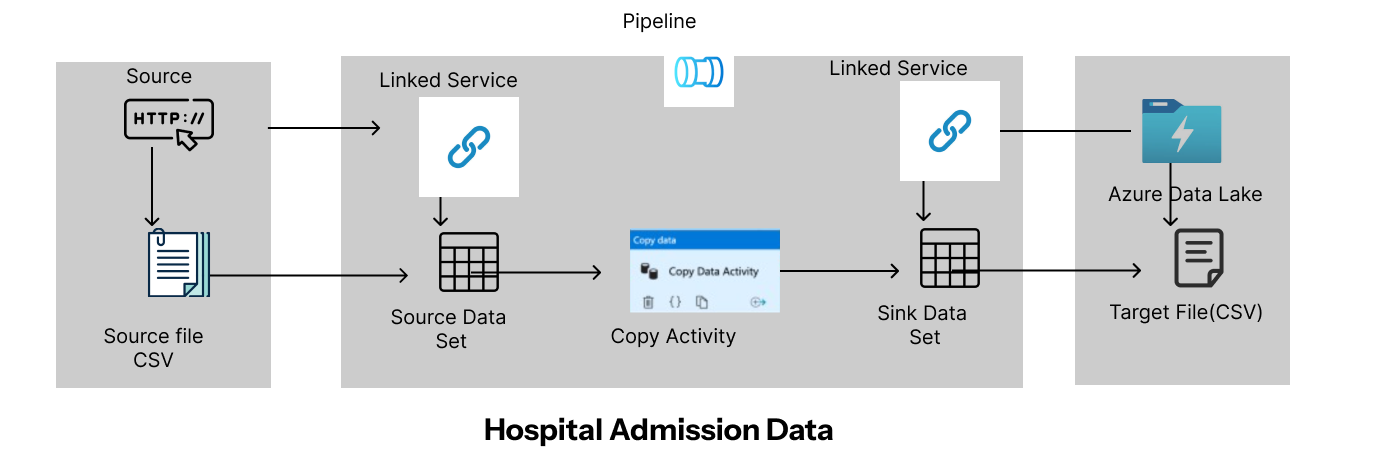 Pipeline
Source
HTTP://
Source file
CSV
Linked Service
Source Data
Set
Copy data
Copy Data Activity
{}
Copy Activity
Linked Service
Sink Data
Set
Azure Data Lake
Target File(CSV)
Hospital Admission Data